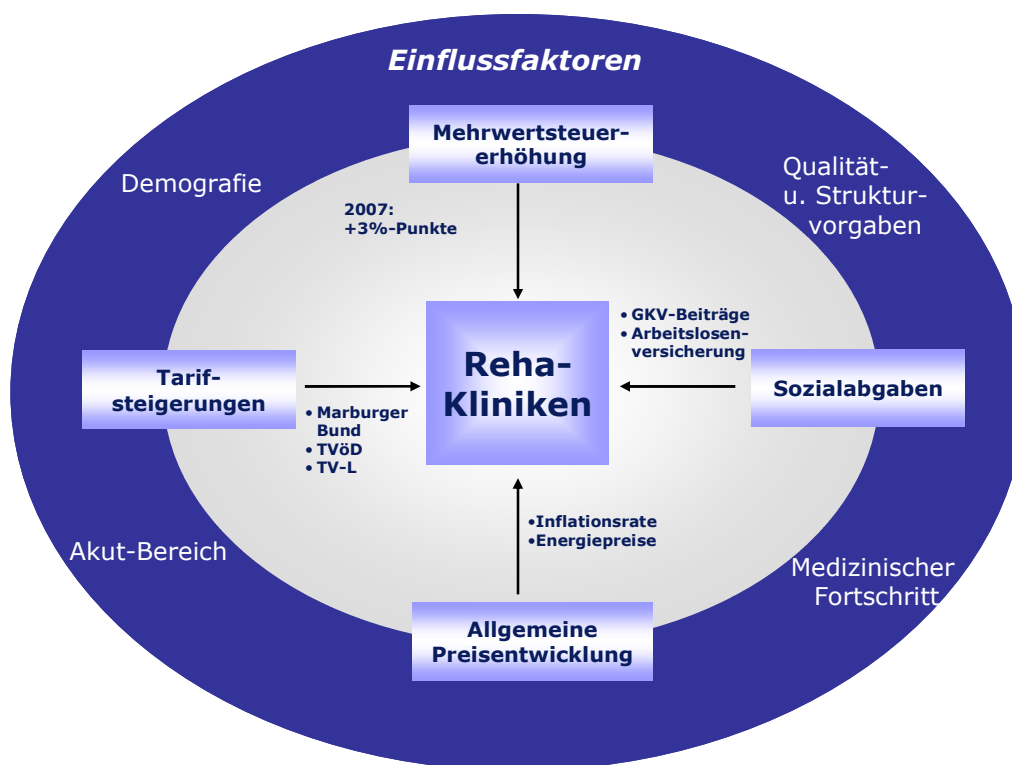 Einflussfaktoren
Mehrwertsteuer-
erhöhung
Demografie
Qualität-
u. Struktur-
vorgaben
2007:
+3%-Punkte
• GKV-Beiträge
• Arbeitslosen-
versicherung
Reha-
Kliniken
Tarif-
steigerungen
Sozialabgaben
• Marburger
Bund
• TVöD
• TV-L
•Inflationsrate
•Energiepreise
Akut-Bereich
Medizinischer
Fortschritt
Allgemeine
Preisentwicklung